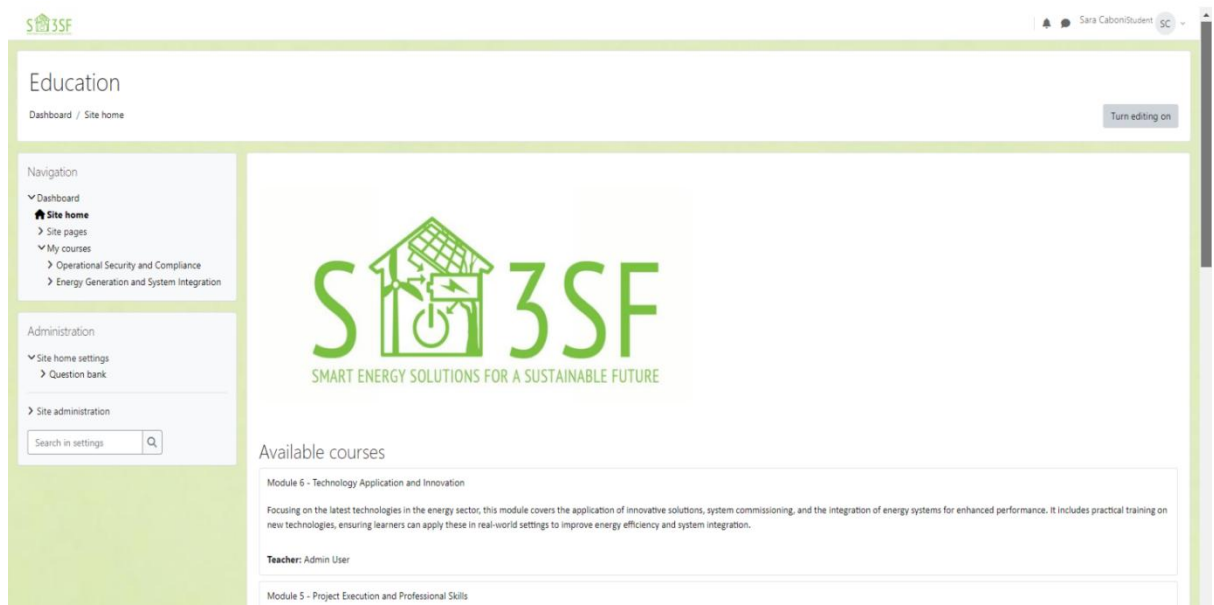 S 3SF
Sara Caboni Student SC
Education
Dashboard / Site home
Turn editing on
Navigation
Dashboard
Site home
Site pages
My courses
Operational Security and Compliance
Energy Generation and System Integration
Administration
Site home settings
Question bank
Site administration
Search in settings
S 3SF
SMART ENERGY SOLUTIONS FOR A SUSTAINABLE FUTURE
Available courses
Module 6 - Technology Application and Innovation
Focusing on the latest technologies in the energy sector, this module covers the application of innovative solutions, system commissioning, and the integration of energy systems for enhanced performance. It includes practical training on
new technologies, ensuring learners can apply these in real-world settings to improve energy efficiency and system integration.
Teacher: Admin User
Module 5 - Project Execution and Professional Skills